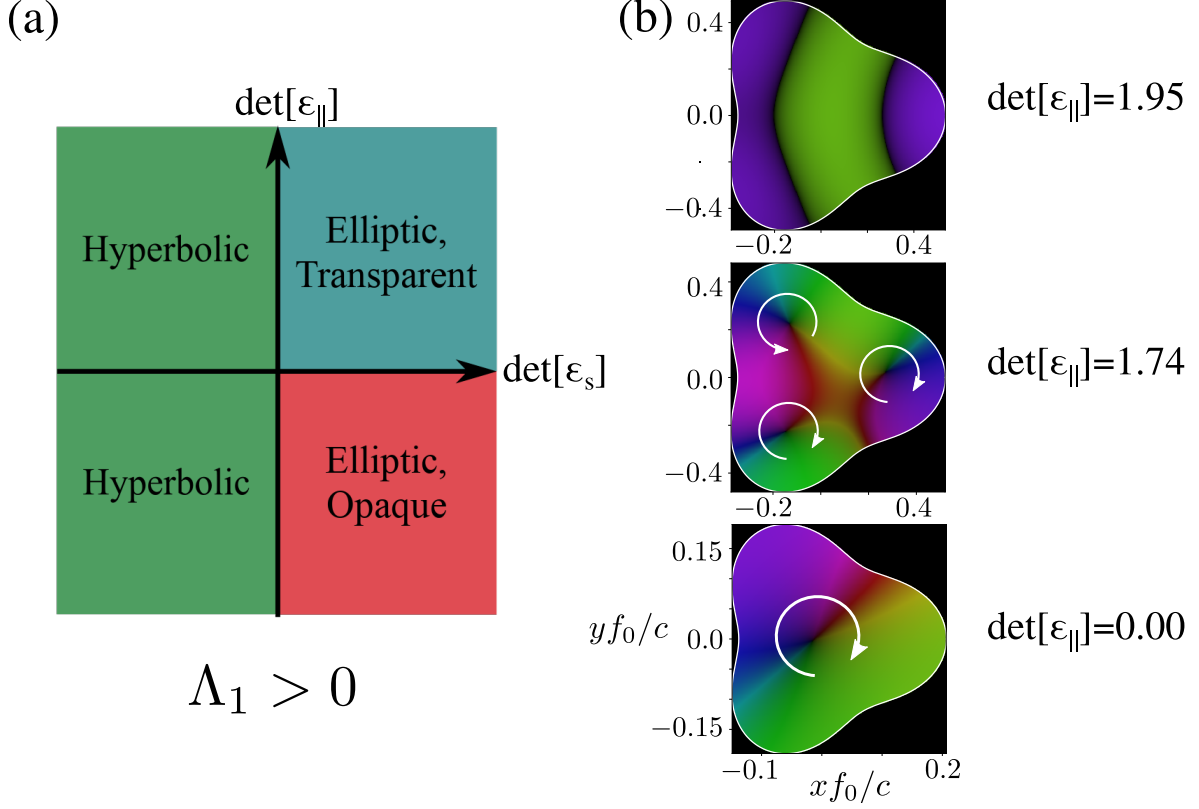 (a)
det[ε||]
Hyperbolic
Elliptic,
Transparent
det[εs]
Hyperbolic
Elliptic,
Opaque
Λ1 > 0
(b)
0.4
0.0
−0.4
−0.2
0.4
det[ε||]=1.95
0.4
0.0
−0.4
−0.2
0.4
det[ε||]=1.74
0.15
yf0/c
0.0
−0.15
−0.1
xf0/c
0.2
det[ε||]=0.00